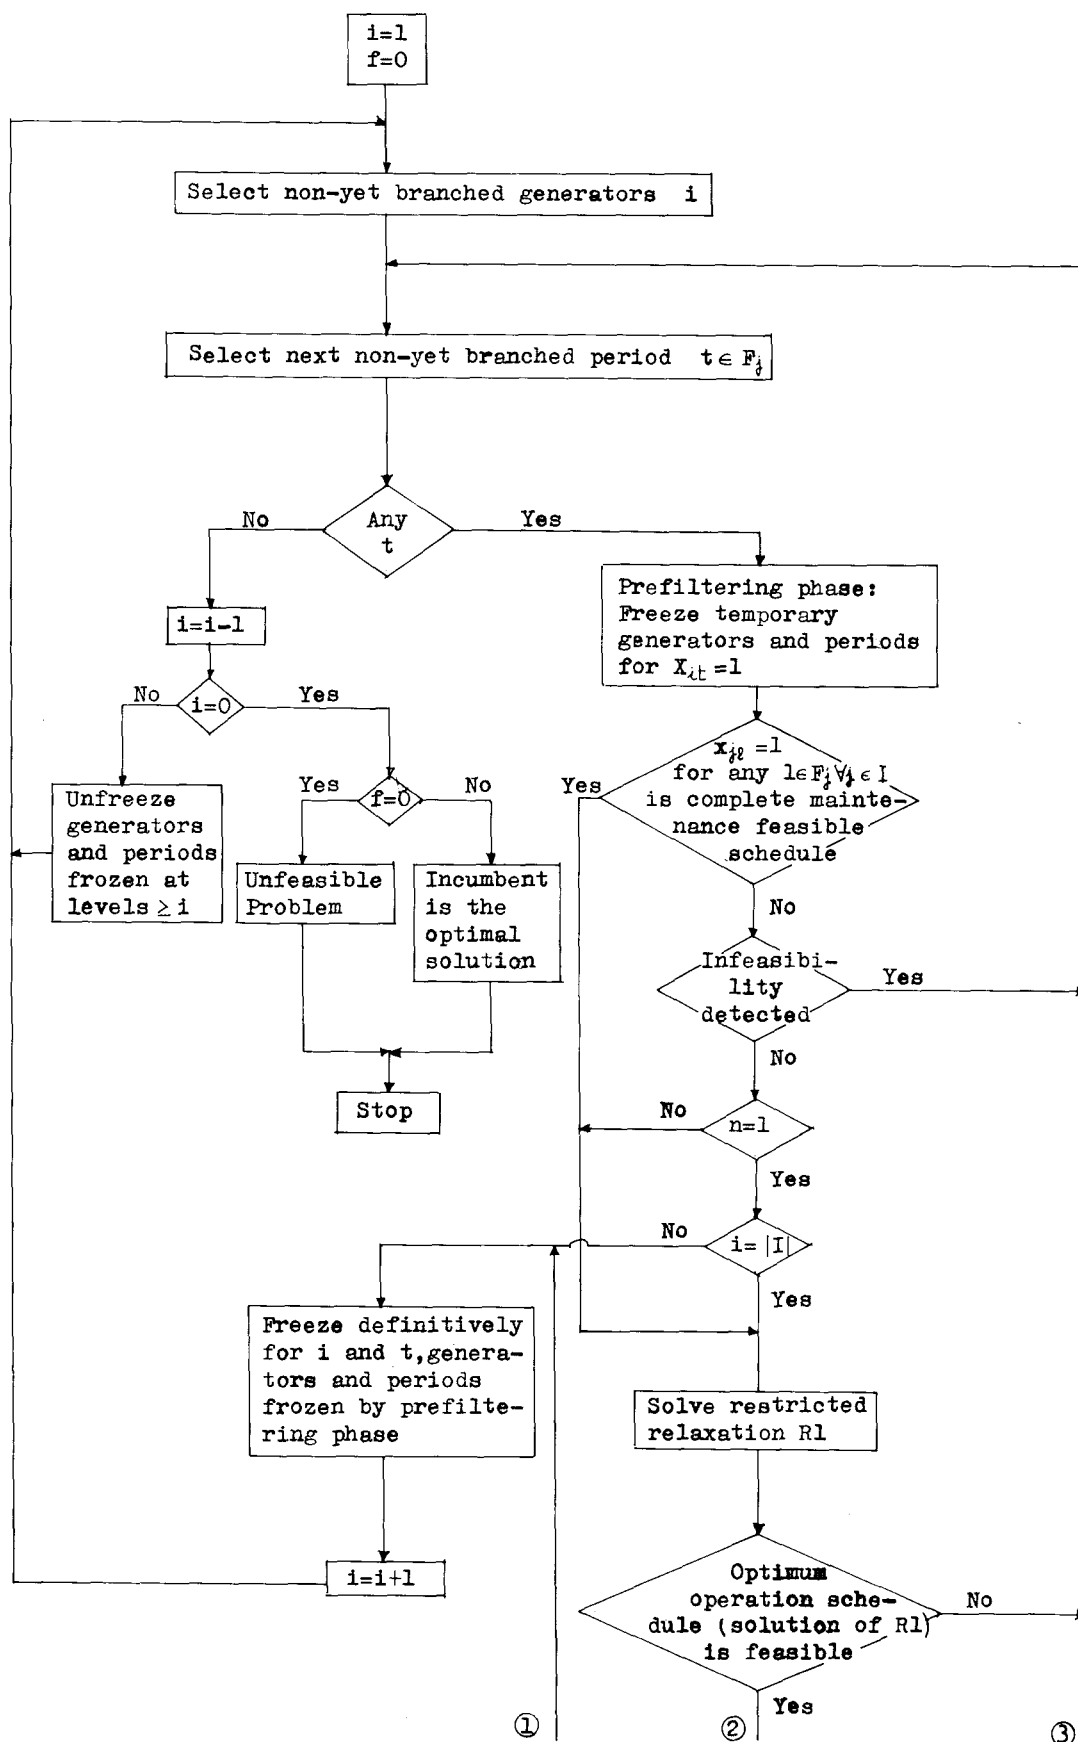 i=1
f=0
Select non-yet branched generators i
Select next non-yet branched period t ∈ F_j
Any
t
No
Yes
Prefiltering phase:
Freeze temporary
generators and periods
for X_it =1
i=i-1
i=0
No
Yes
x_jℓ =1
for any l∈F_j ∀j ∈ I
is complete mainte-
nance feasible
schedule
Yes
No
Unfreeze
generators
and periods
frozen at
levels ≥ i
f=0
Yes
No
Unfeasible
Problem
Incumbent
is the
optimal
solution
Stop
Infeasibi-
lity
detected
Yes
No
n=1
No
Yes
i= |I|
No
Yes
Freeze definitively
for i and t,genera-
tors and periods
frozen by prefilte-
ring phase
i=i+1
Solve restricted
relaxation R1
Optimum
operation sche-
dule (solution of R1)
is feasible
No
Yes
①
②
③